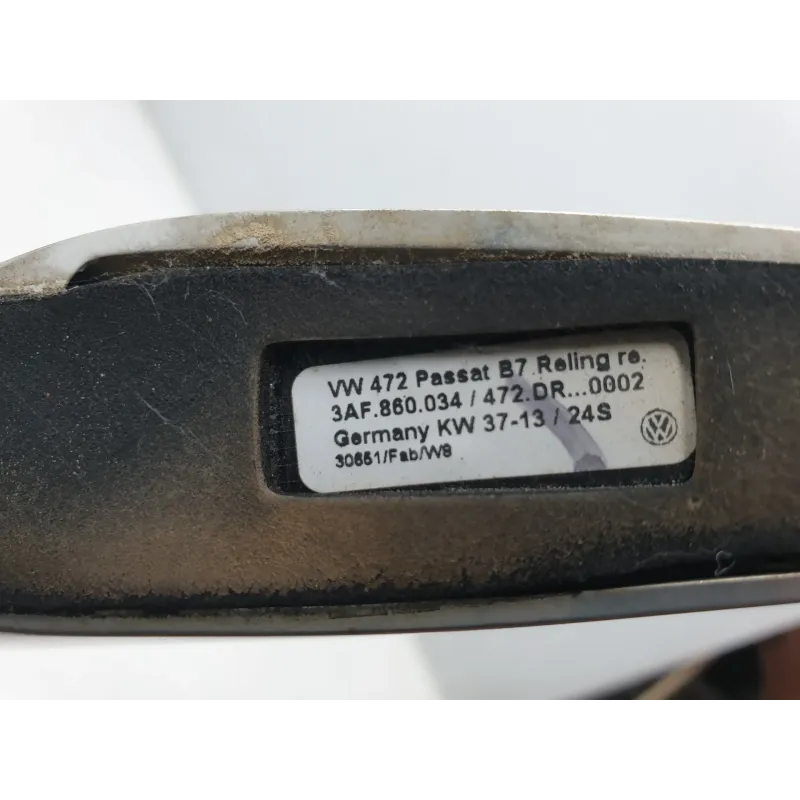 VW 472 Passat B7 Reling re.
3AF.860.034 / 472.DR...0002
Germany KW 37-13 / 24S
30651/Fab/W8